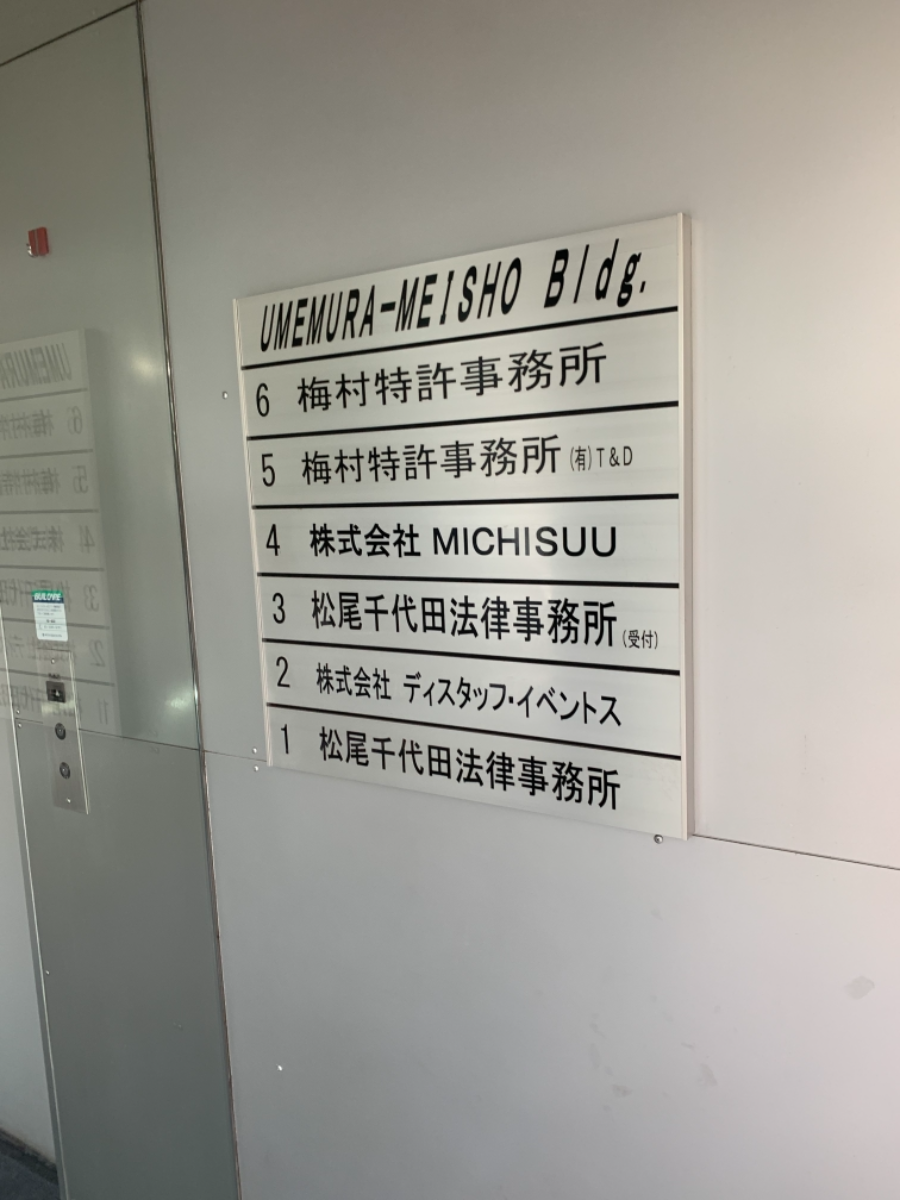 UMEMURA-MEISHO Bldg.
6 梅村特許事務所
5 梅村特許事務所 (有)T&D
4 株式会社 MICHISUU
3 松尾千代田法律事務所 (受付)
2 株式会社 ディスタッフ・イベントス
1 松尾千代田法律事務所